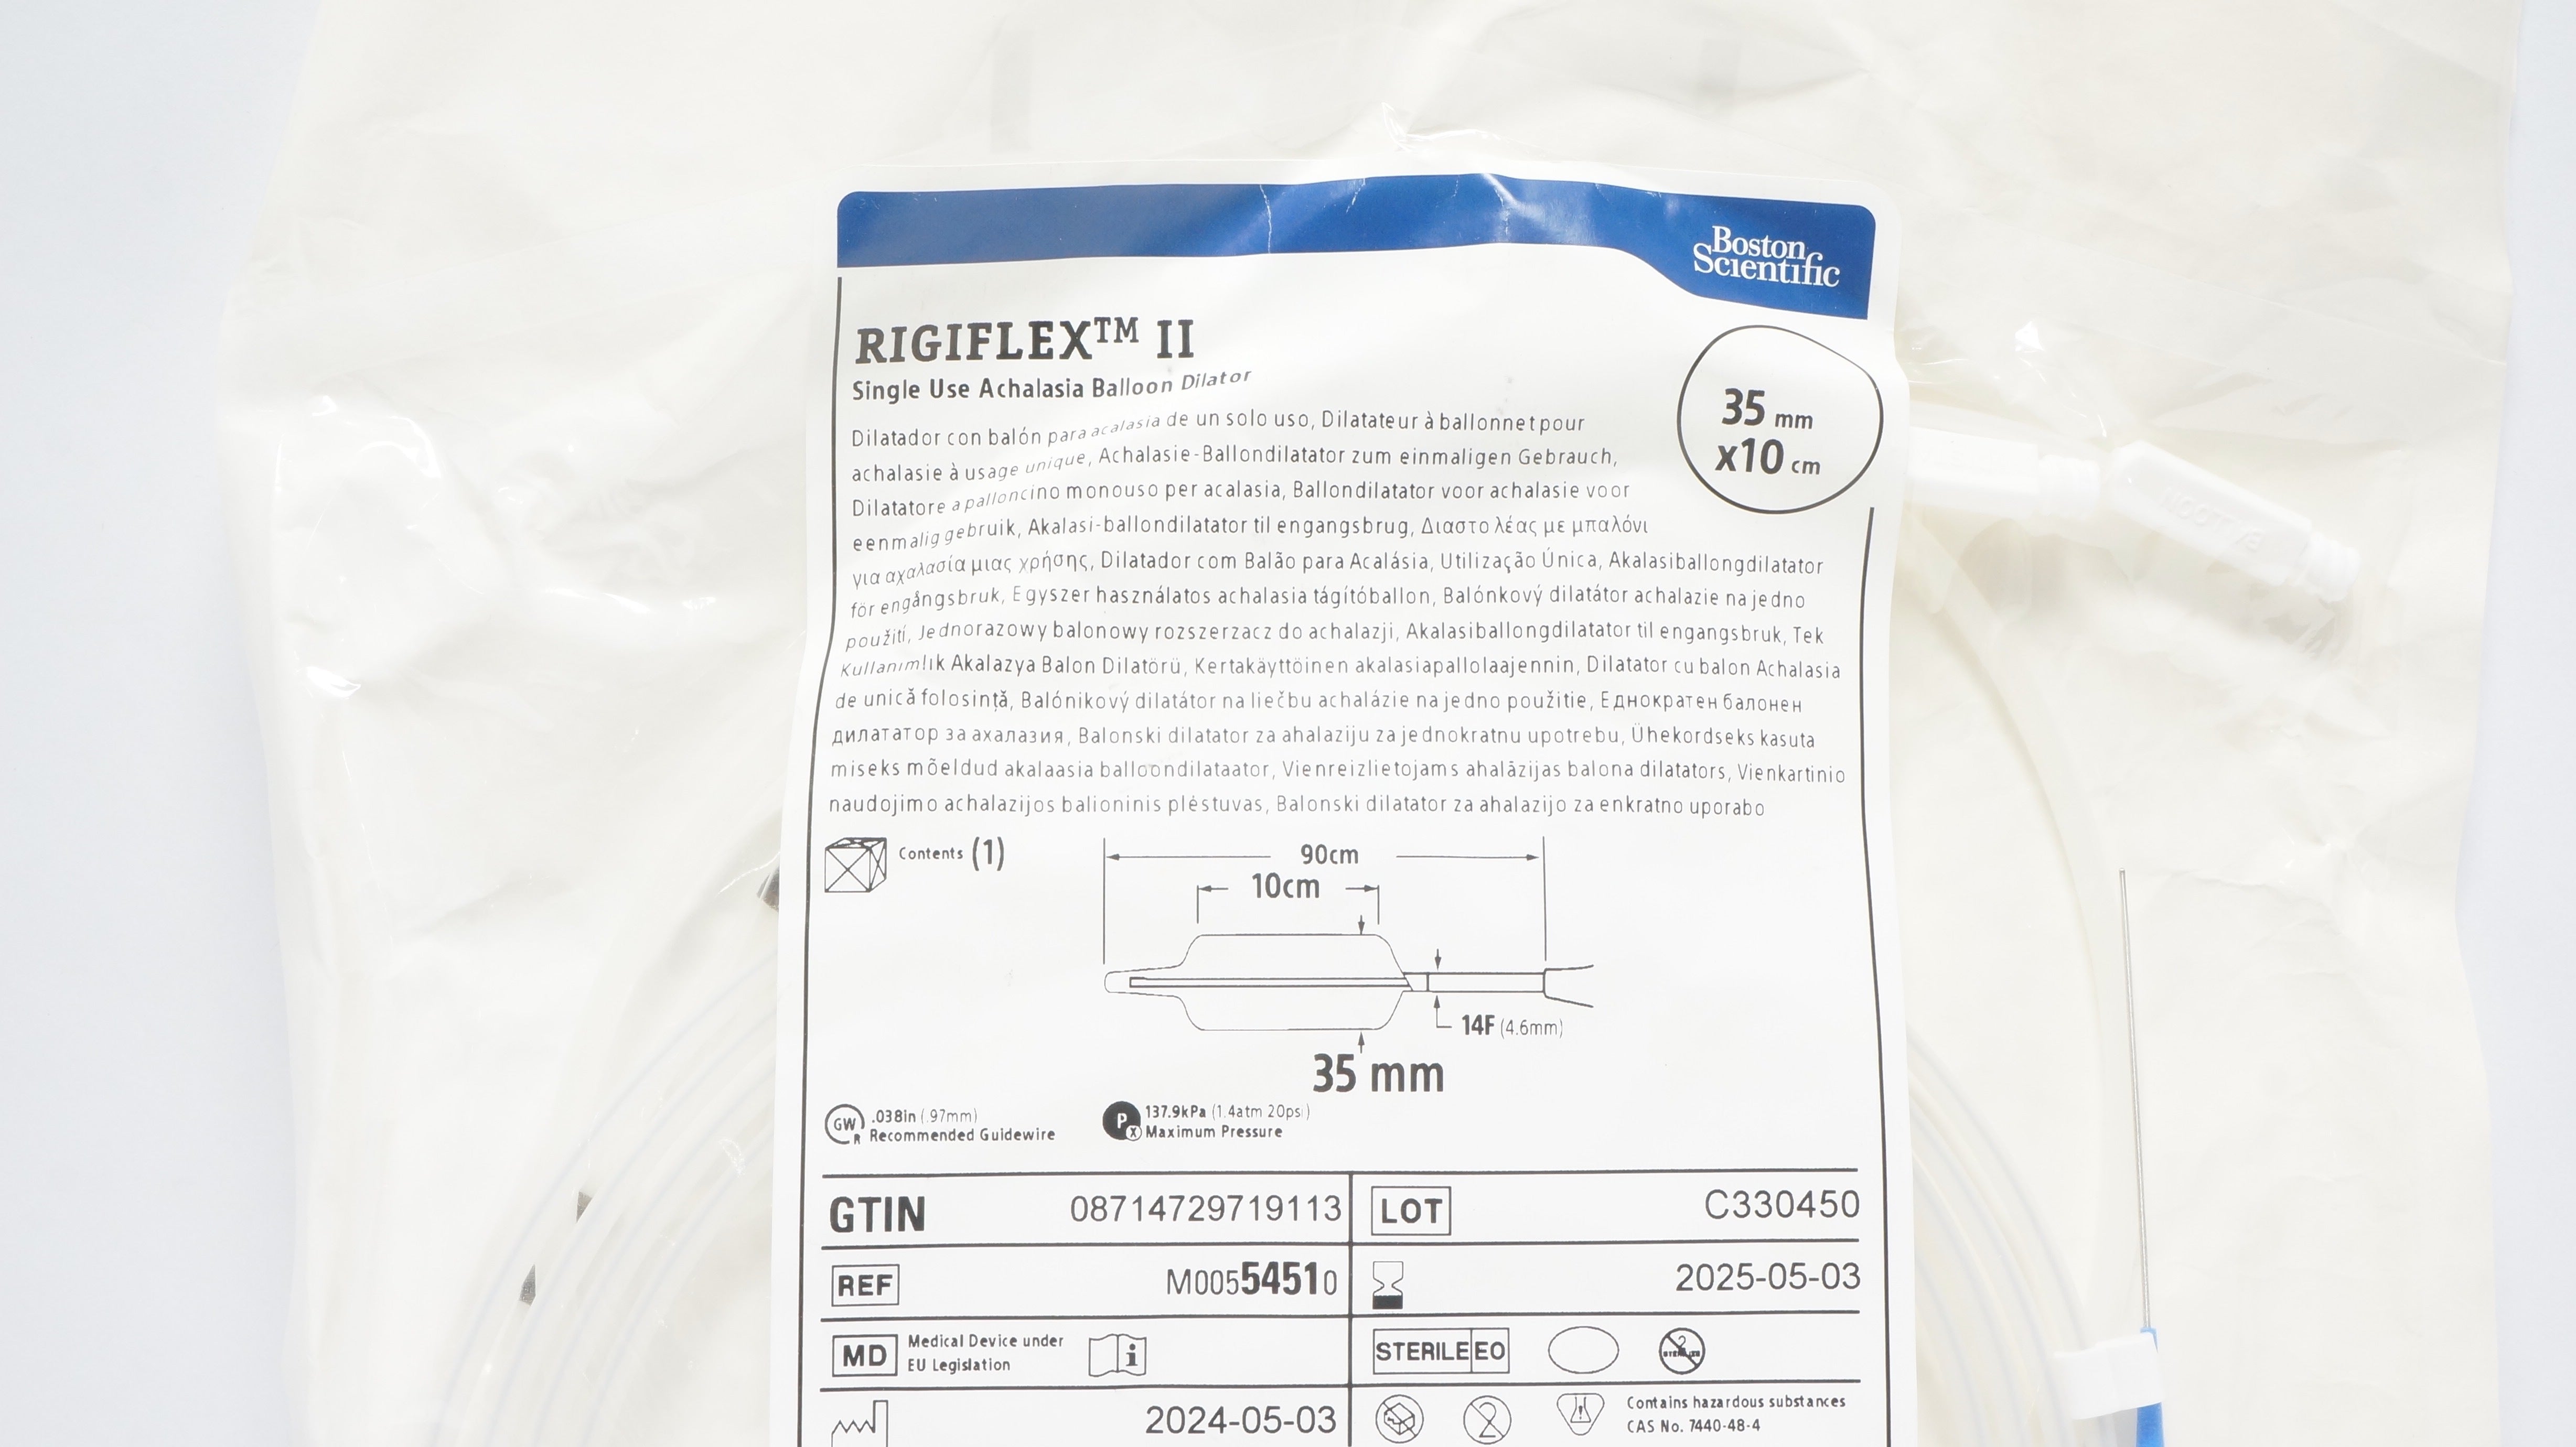 Boston
Scientific
RIGIFLEX™ II
Single Use Achalasia Balloon Dilator
35 mm
x10 cm
Dilatador con balón para acalasia de un solo uso, Dilatateur à ballonnet pour
achalasie à usage unique, Achalasie-Ballondilatator zum einmaligen Gebrauch,
Dilatatore a palloncino monouso per acalasia, Ballondilatator voor achalasie voor
eenmalig gebruik, Akalasi-ballondilatator til engangsbrug, Διαστολέας με μπαλόνι
για αχαλασία μιας χρήσης, Dilatador com Balão para Acalásia, Utilização Única, Akalasiballongdilatator
för engångsbruk, Egyszer használatos achalasia tágítóballon, Balónkový dilatátor achalazie na jedno
použití, Jednorazowy balonowy rozszerzacz do achalazji, Akalasiballongdilatator til engangsbruk, Tek
Kullanımlık Akalazya Balon Dilatörü, Kertakäyttöinen akalasiapallolaajennin, Dilatator cu balon Achalasia
de unică folosinţă, Balónikový dilatátor na liečbu achalázie na jedno použitie, Еднократен балонен
дилататор за ахалазия, Balonski dilatator za ahalaziju za jednokratnu upotrebu, Ühekordseks kasuta
miseks mõeldud akalaasia balloondilataator, Vienreizlietojams ahalāzijas balona dilatators, Vienkartinio
naudojimo achalazijos balioninis plėstuvas, Balonski dilatator za ahalazijo za enkratno uporabo
Contents (1)
90cm
10cm
14F (4.6mm)
35 mm
GW R .038in (.97mm)
Recommended Guidewire
P X 137.9kPa (1.4atm 20psi)
Maximum Pressure
GTIN 08714729719113
LOT C330450
REF M00554510
2025-05-03
MD Medical Device under
EU Legislation
STERILE EO
2
2024-05-03
2
Contains hazardous substances
CAS No. 7440-48-4
BALLOON